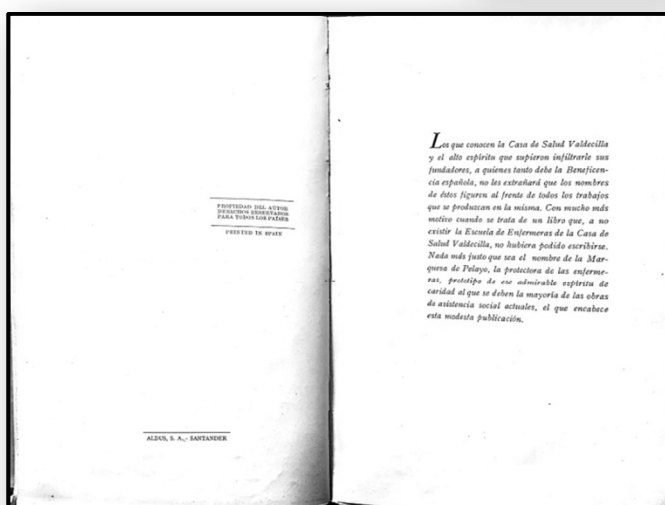 PROPIEDAD DEL AUTOR
DERECHOS RESERVADOS
PARA TODOS LOS PAÍSES
PRINTED IN SPAIN
ALDUS, S. A.,- SANTANDER
Los que conocen la Casa de Salud Valdecilla
y el alto espíritu que supieron infiltrarle sus
fundadores, a quienes tanto debe la Beneficen-
cia española, no les extrañará que los nombres
de éstos figuren al frente de todos los trabajos
que se produzcan en la misma. Con mucho más
motivo cuando se trata de un libro que, a no
existir la Escuela de Enfermeras de la Casa de
Salud Valdecilla, no hubiera podido escribirse.
Nada más justo que sea el nombre de la Mar-
quesa de Pelayo, la protectora de las enferme-
ras, prototipo de ese admirable espíritu de
caridad al que se deben la mayoría de las obras
de asistencia social actuales, el que encabece
esta modesta publicación.